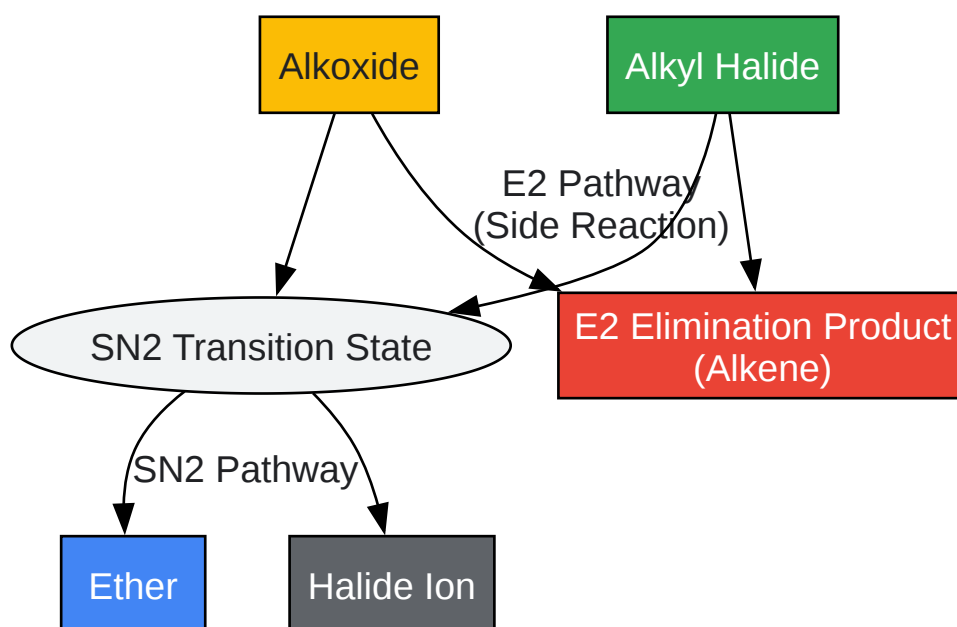 Alkoxide
Alkyl Halide
E2 Pathway
(Side Reaction)
SN2 Transition State
E2 Elimination Product
(Alkene)
SN2 Pathway
Ether
Halide Ion